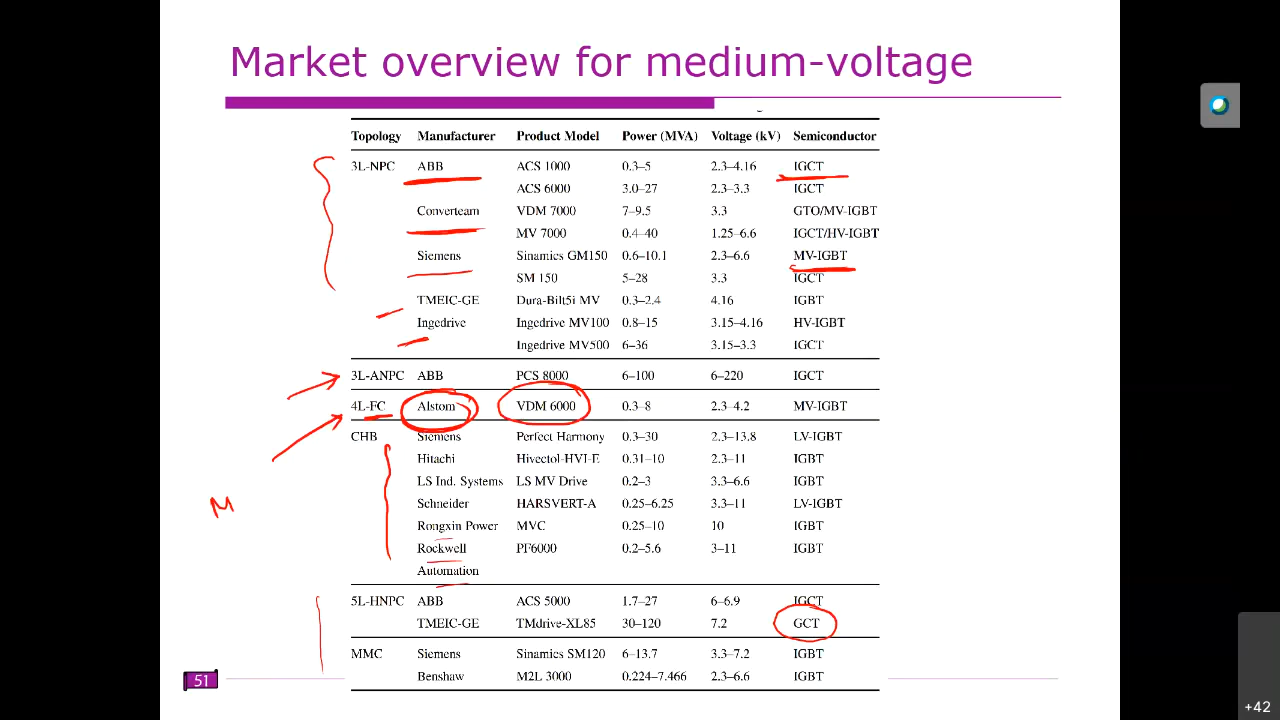 Market overview for medium-voltage
Topology Manufacturer Product Model Power (MVA) Voltage (kV) Semiconductor
3L-NPC ABB ACS 1000 0.3–5 2.3–4.16 IGCT
ACS 6000 3.0–27 2.3–3.3 IGCT
Converteam VDM 7000 7–9.5 3.3 GTO/MV-IGBT
MV 7000 0.4–40 1.25–6.6 IGCT/HV-IGBT
Siemens Sinamics GM150 0.6–10.1 2.3–6.6 MV-IGBT
SM 150 5–28 3.3 IGCT
TMEIC-GE Dura-Bilt5i MV 0.3–2.4 4.16 IGBT
Ingedrive Ingedrive MV100 0.8–15 3.15–4.16 HV-IGBT
Ingedrive MV500 6–36 3.15–3.3 IGCT
3L-ANPC ABB PCS 8000 6–100 6–220 IGCT
4L-FC Alstom VDM 6000 0.3–8 2.3–4.2 MV-IGBT
CHB Siemens Perfect Harmony 0.3–30 2.3–13.8 LV-IGBT
Hitachi Hivectol-HVI-E 0.31–10 2.3–11 IGBT
LS Ind. Systems LS MV Drive 0.2–3 3.3–6.6 IGBT
Schneider HARSVERT-A 0.25–6.25 3.3–11 LV-IGBT
M
Rongxin Power MVC 0.25–10 10 IGBT
Rockwell PF6000 0.2–5.6 3–11 IGBT
Automation
5L-HNPC ABB ACS 5000 1.7–27 6–6.9 IGCT
TMEIC-GE TMdrive-XL85 30–120 7.2 GCT
MMC Siemens Sinamics SM120 6–13.7 3.3–7.2 IGBT
Benshaw M2L 3000 0.224–7.466 2.3–6.6 IGBT
51
+42